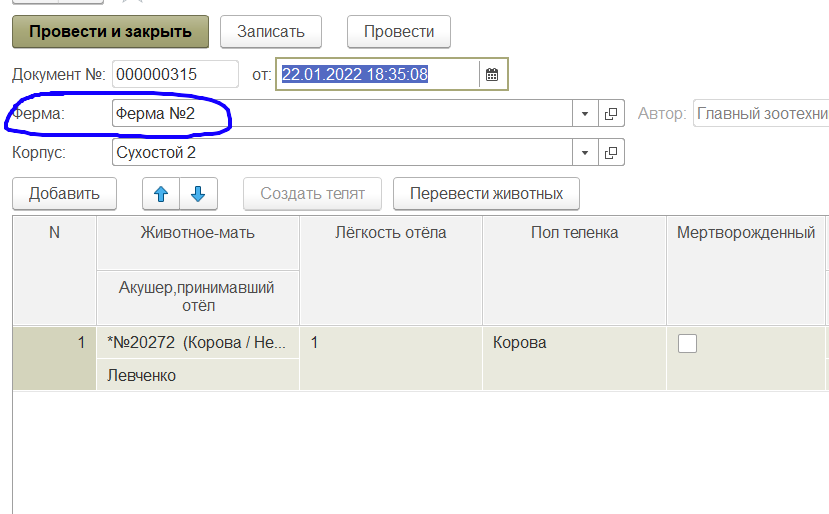 Провести и закрыть Записать Провести
Документ №: 000000315 от: 22.01.2022 18:35:08
Ферма: Ферма №2 Автор: Главный зоотехни
Корпус: Сухостой 2
Добавить Создать телят Перевести животных
N Животное-мать Лёгкость отёла Пол теленка Мертворожденный
Акушер,принимавший
отёл
1 *№20272 (Корова / Не... 1 Корова
Левченко